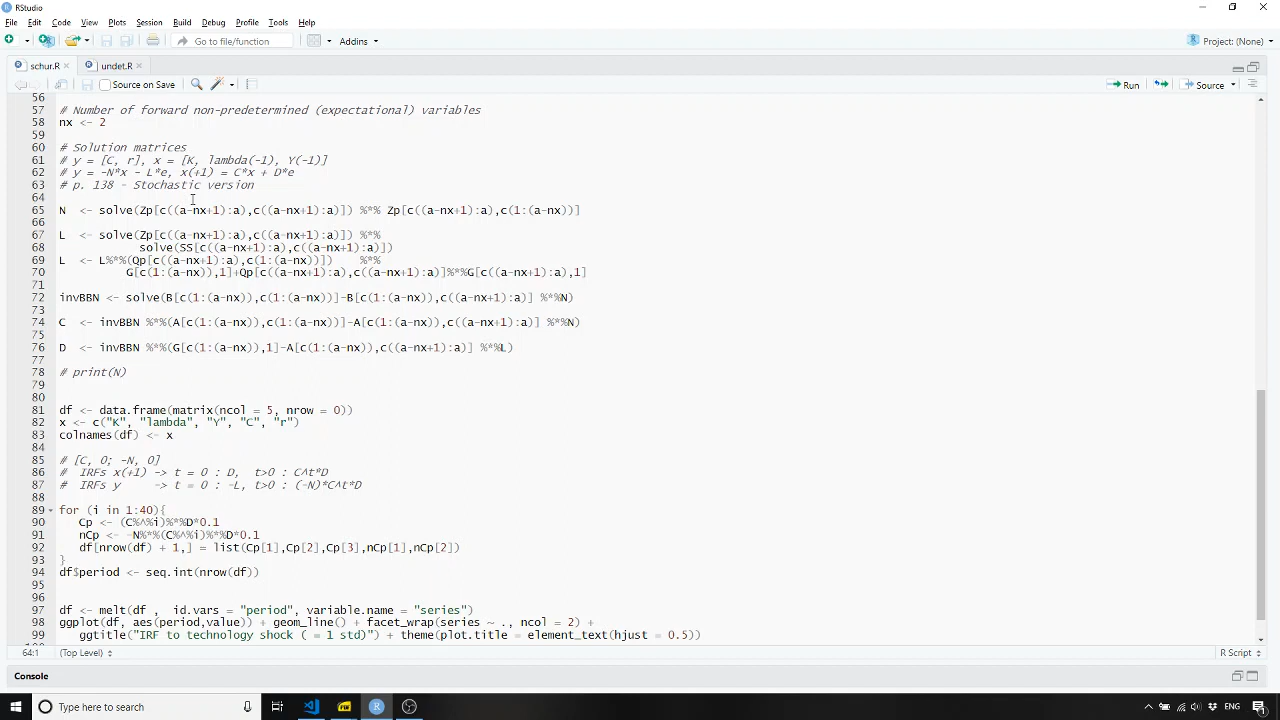 RStudio
File Edit Code View Plots Session Build Debug Profile Tools Help
Go to file/function Addins Project: (None)
schur.R undet.R
Source on Save Run Source
56
57 # Number of forward non-predetermined (expectational) variables
58 nx <- 2
59
60 # Solution matrices
61 # y = [C, r], x = [K, lambda(-1), Y(-1)]
62 # y = -N*x - L*e, x(+1) = C*x + D*e
63 # p. 138 - Stochastic version
64
65 N <- solve(Zp[c((a-nx+1):a),c((a-nx+1):a)]) %*% Zp[c((a-nx+1):a),c(1:(a-nx))]
66
67 L <- solve(Zp[c((a-nx+1):a),c((a-nx+1):a)]) %*%
68 solve(SS[c((a-nx+1):a),c((a-nx+1):a)])
69 L <- L%*%(Qp[c((a-nx+1):a),c(1:(a-nx))]) %*%
70 G[c(1:(a-nx)),1]+Qp[c((a-nx+1):a),c((a-nx+1):a)]%*%G[c((a-nx+1):a),1]
71
72 invBBN <- solve(B[c(1:(a-nx)),c(1:(a-nx))]-B[c(1:(a-nx)),c((a-nx+1):a)] %*%N)
73
74 C <- invBBN %*%(A[c(1:(a-nx)),c(1:(a-nx))]-A[c(1:(a-nx)),c((a-nx+1):a)] %*%N)
75
76 D <- invBBN %*%(G[c(1:(a-nx)),1]-A[c(1:(a-nx)),c((a-nx+1):a)] %*%L)
77
78 # print(N)
79
80
81 df <- data.frame(matrix(ncol = 5, nrow = 0))
82 x <- c("K", "lambda", "Y", "C", "r")
83 colnames(df) <- x
84
85 # [C, 0; -N, 0]
86 # IRFs x(+1) -> t = 0 : D, t>0 : C^t*D
87 # IRFs y -> t = 0 : -L, t>0 : (-N)*C^t*D
88
89 for (i in 1:40){
90 Cp <- (C%^%i)%*%D*0.1
91 nCp <- -N%*%(C%^%i)%*%D*0.1
92 df[nrow(df) + 1,] = list(Cp[1],Cp[2],Cp[3],nCp[1],nCp[2])
93 }
94 df$period <- seq.int(nrow(df))
95
96
97 df <- melt(df , id.vars = "period", variable.name = "series")
98 ggplot(df, aes(period,value)) + geom_line() + facet_wrap(series ~ ., ncol = 2) +
99 ggtitle("IRF to technology shock ( = 1 std)") + theme(plot.title = element_text(hjust = 0.5))
64:1 (Top Level) R Script
Console
Type here to search ENG